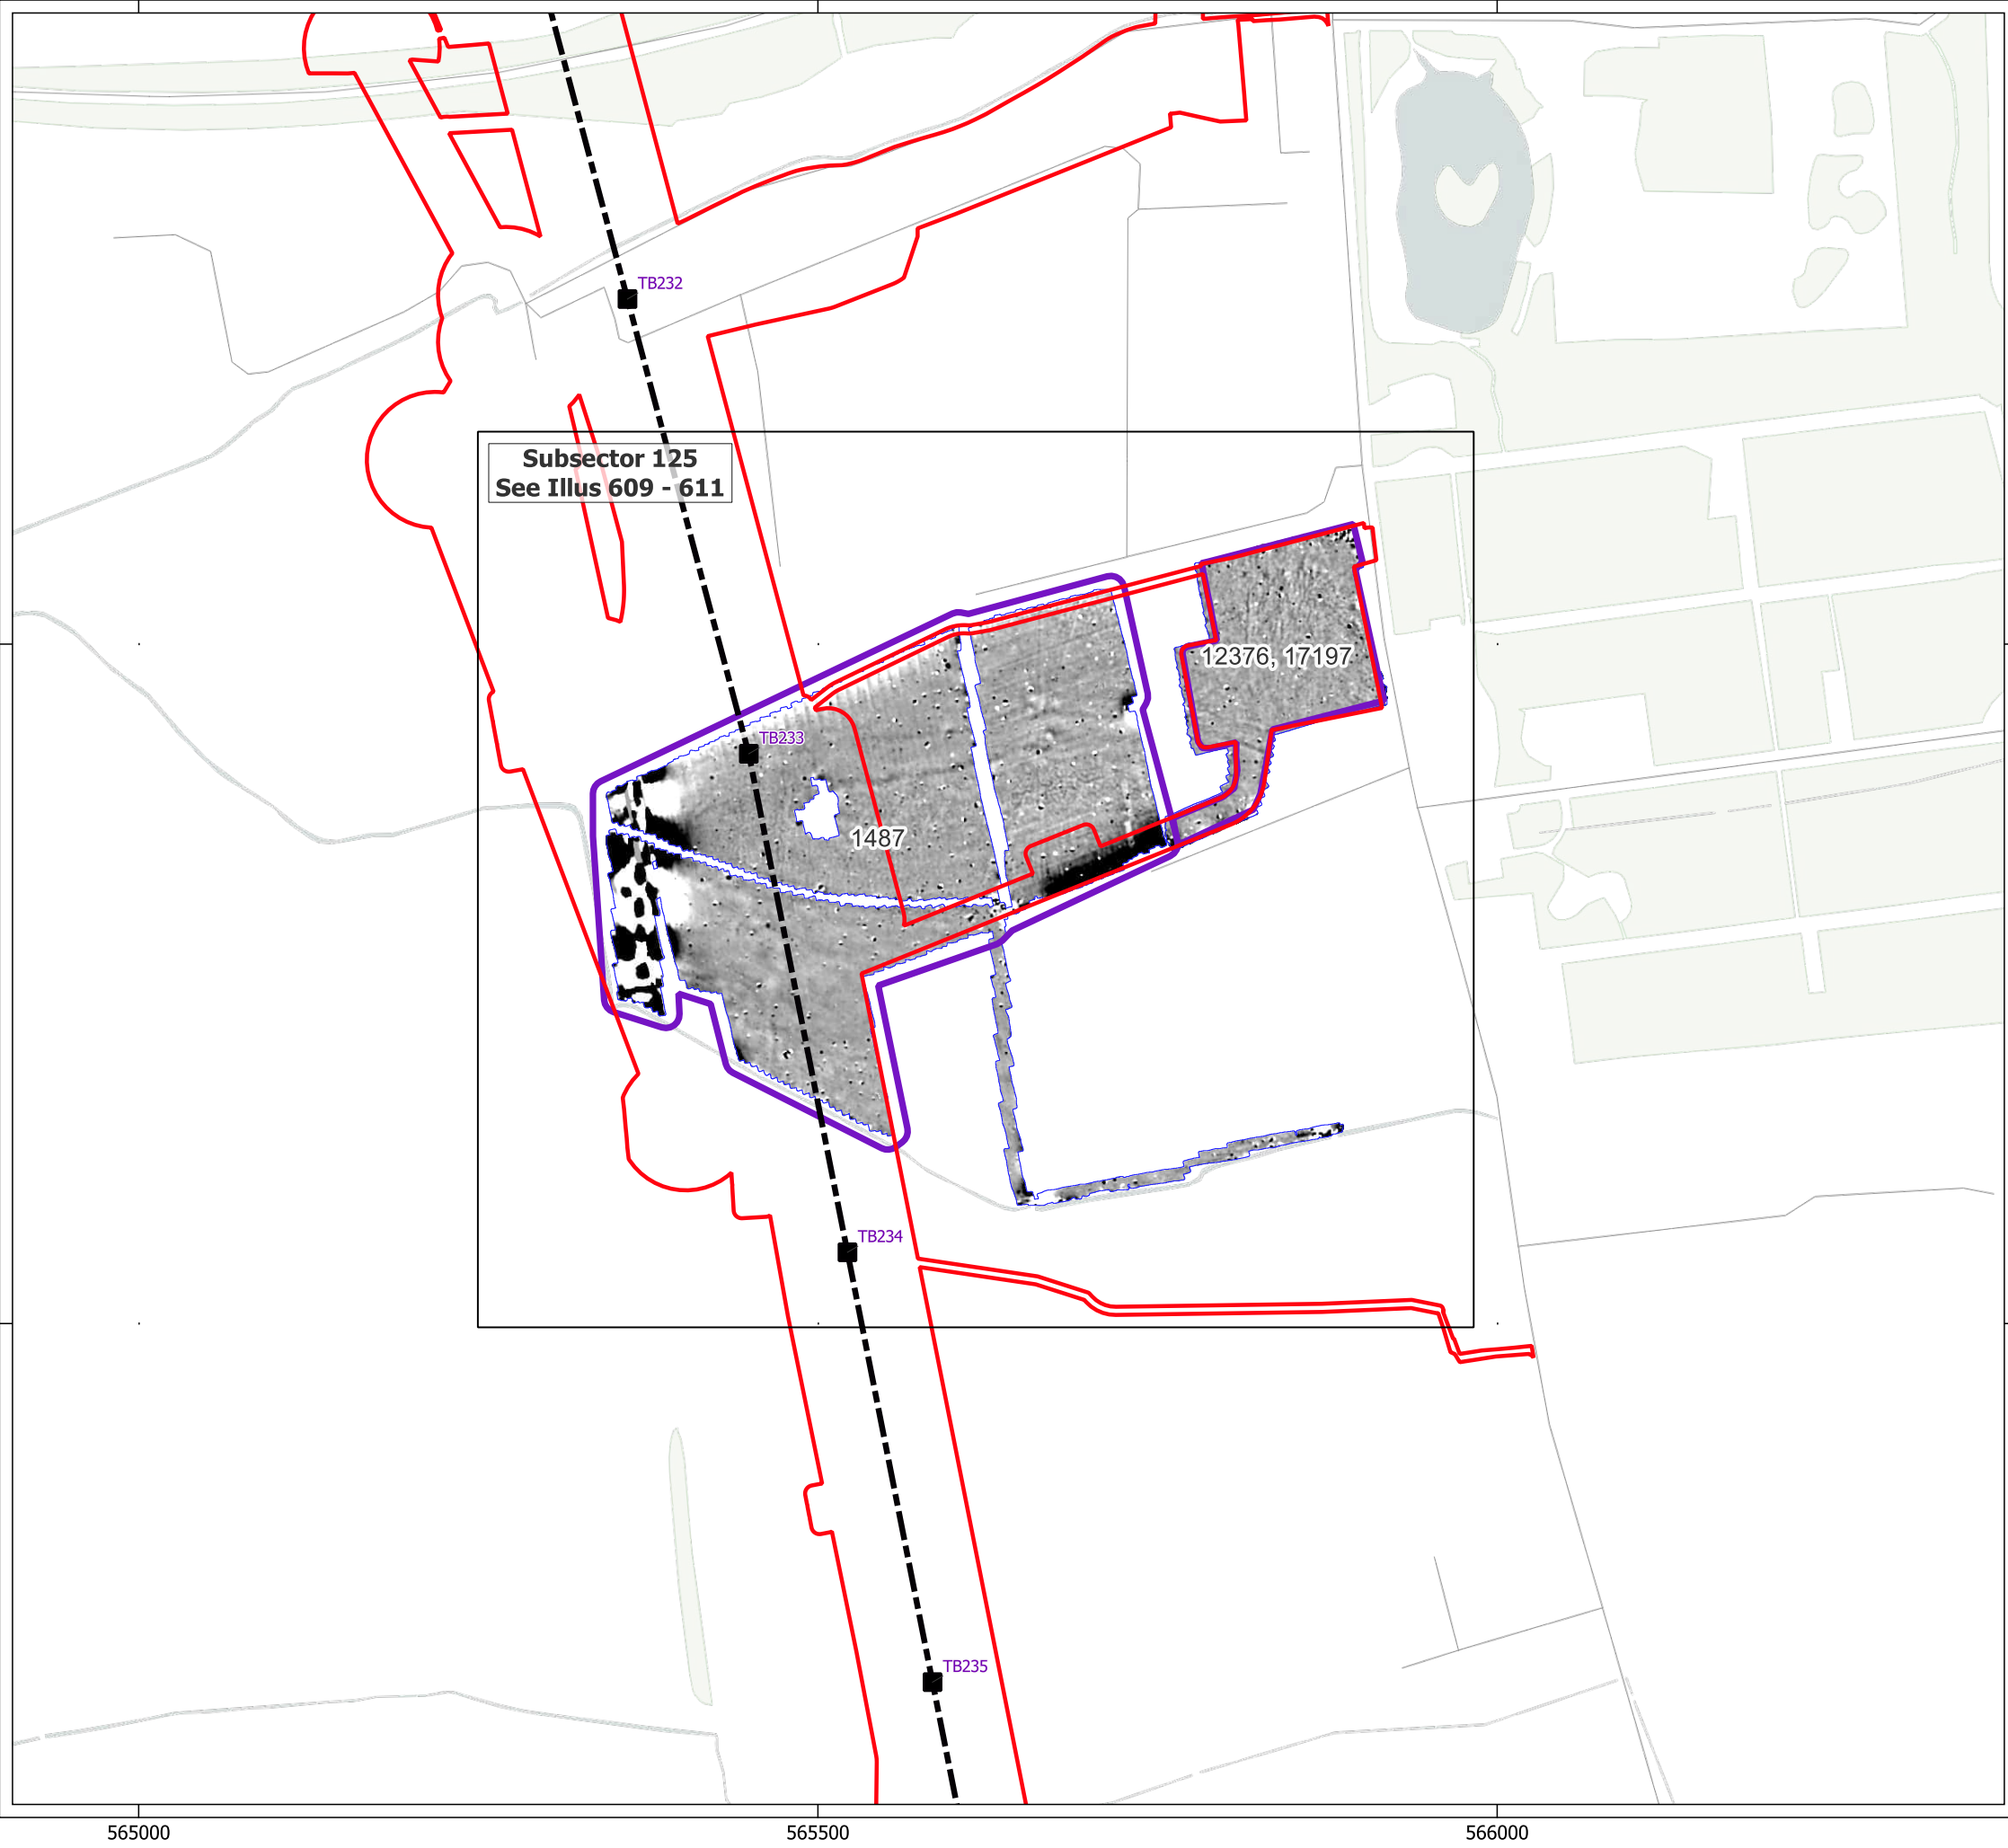 TB232
Subsector 125
See Illus 609 - 611
12376, 17197
TB233
1487
TB234
TB235
565000
565500
566000